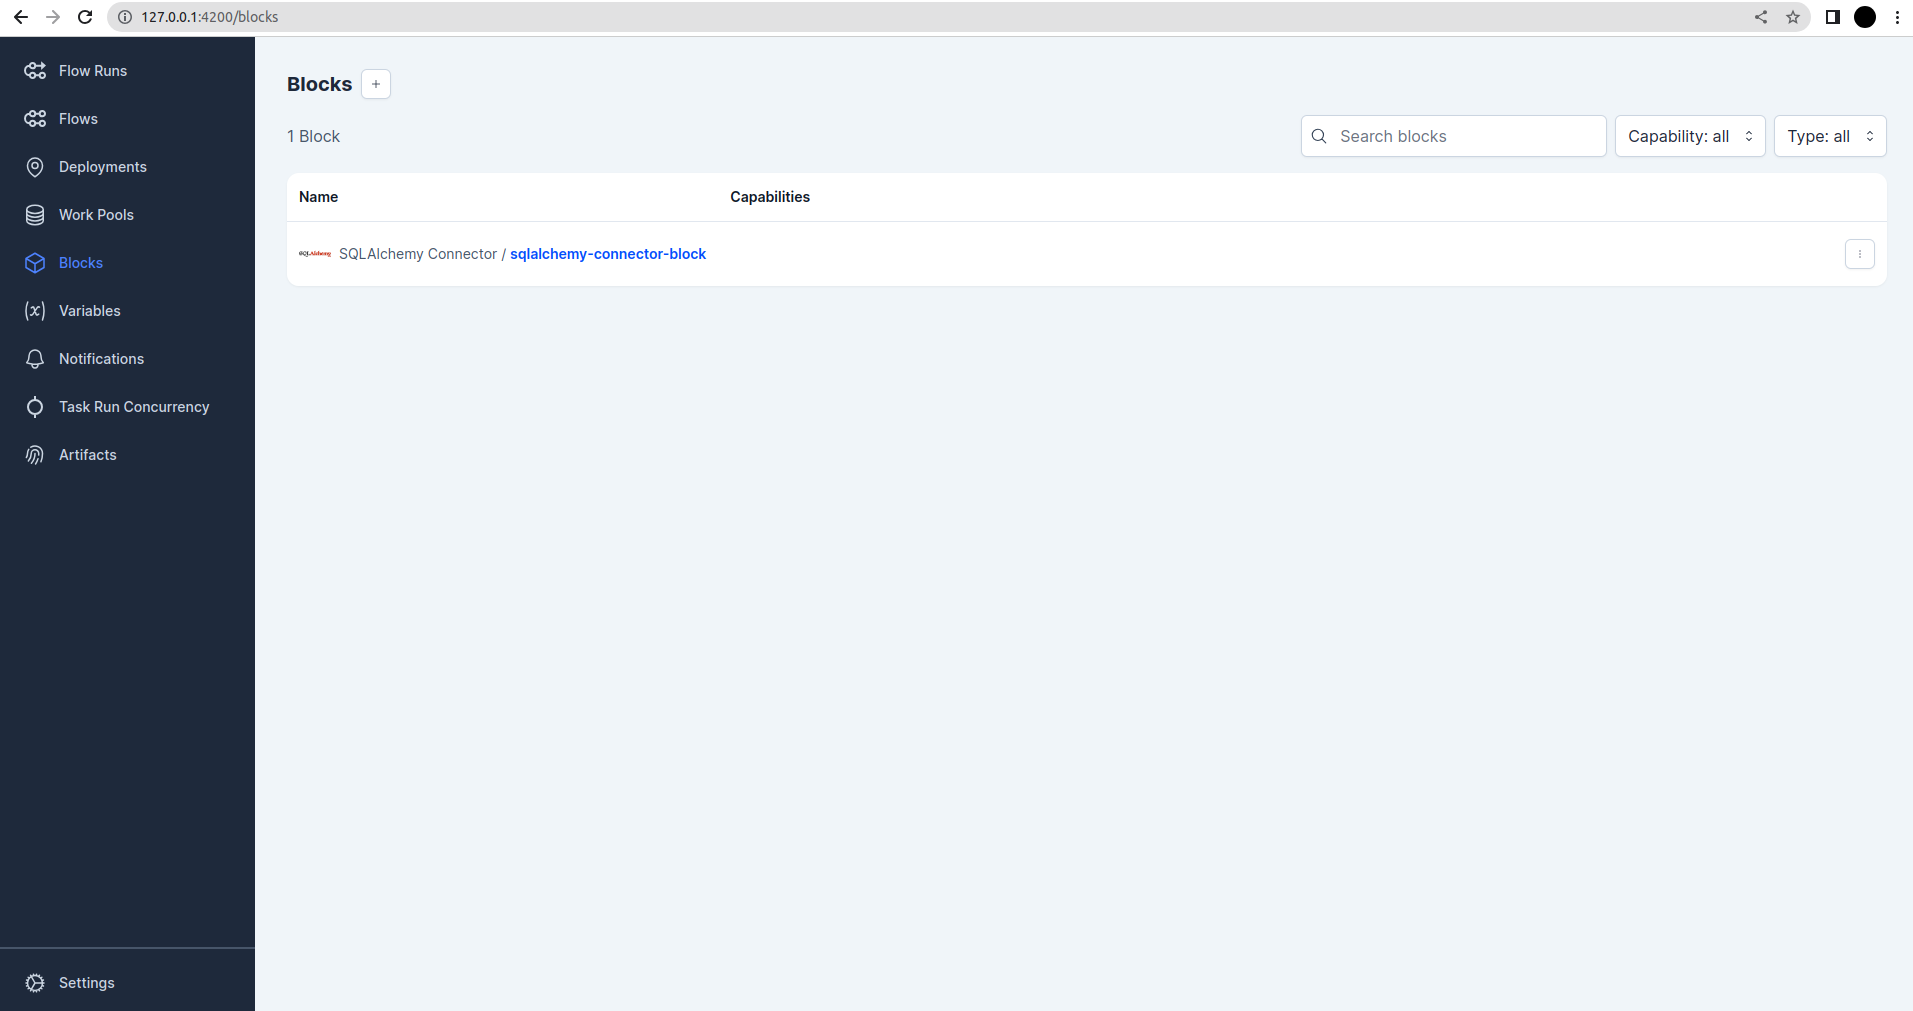 127.0.0.1:4200/blocks
Flow Runs
Flows
Deployments
Work Pools
Blocks
Variables
Notifications
Task Run Concurrency
Artifacts
Settings
Blocks
1 Block
Search blocks
Capability: all
Type: all
Name Capabilities
SQLAlchemy SQLAlchemy Connector / sqlalchemy-connector-block